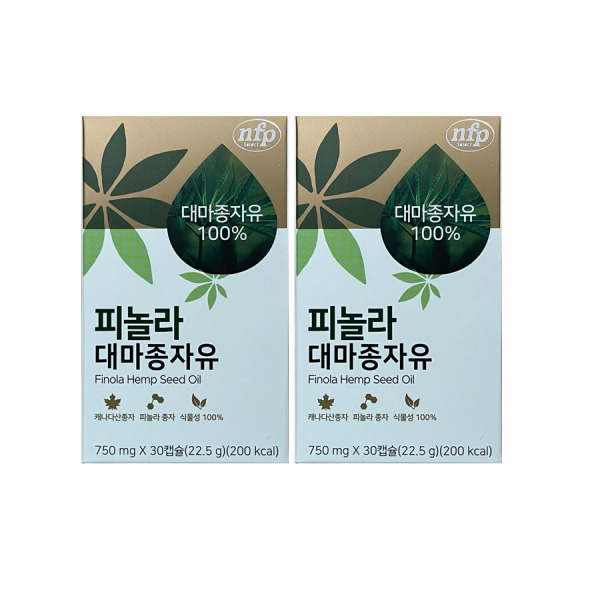 nfp
Select
대마종자유
100%
피놀라
대마종자유
Finola Hemp Seed Oil
캐나다산종자 피놀라 종자 식물성 100%
750 mg X 30캡슐(22.5 g)(200 kcal)
nfp
Select
대마종자유
100%
피놀라
대마종자유
Finola Hemp Seed Oil
캐나다산종자 피놀라 종자 식물성 100%
750 mg X 30캡슐(22.5 g)(200 kcal)